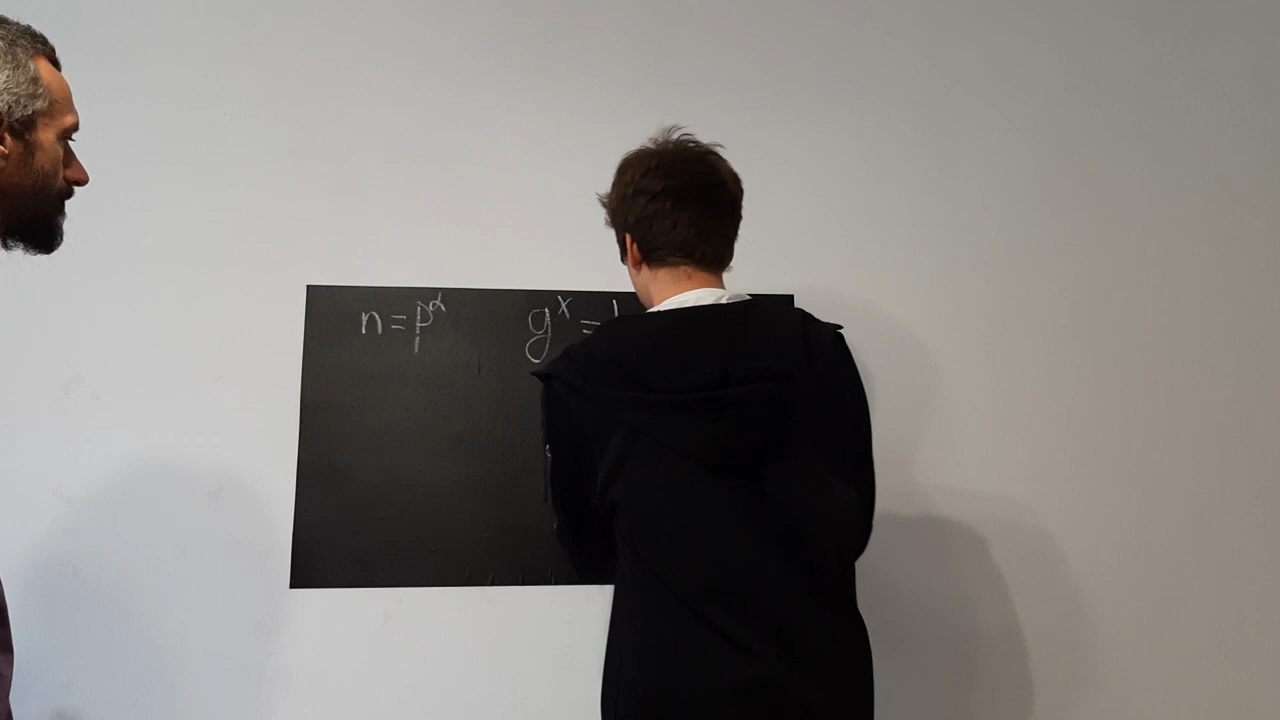 n = p^α   g^x =